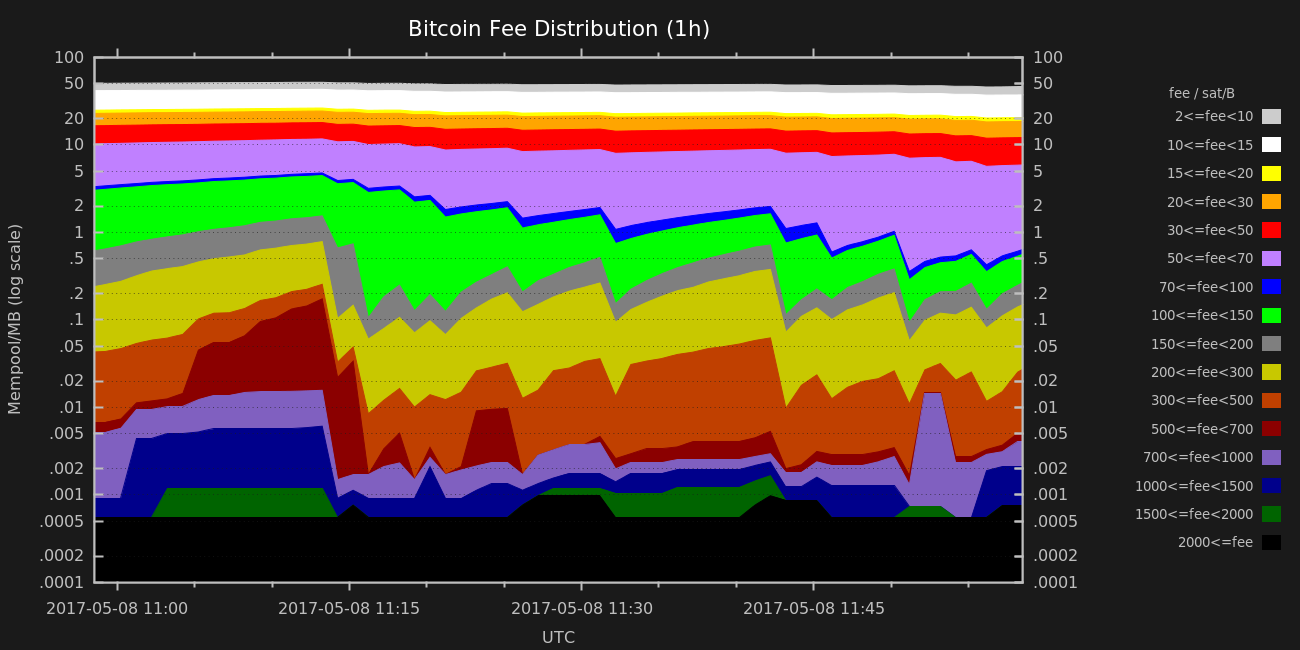 Bitcoin Fee Distribution (1h)
100 100
50 50
20 20
10 10
5 5
2 2
1 1
.5 .5
.2 .2
.1 .1
.05 .05
.02 .02
.01 .01
.005 .005
.002 .002
.001 .001
.0005 .0005
.0002 .0002
.0001 .0001
Mempool/MB (log scale)
2017-05-08 11:00 2017-05-08 11:15 2017-05-08 11:30 2017-05-08 11:45
UTC
fee / sat/B
2<=fee<10
10<=fee<15
15<=fee<20
20<=fee<30
30<=fee<50
50<=fee<70
70<=fee<100
100<=fee<150
150<=fee<200
200<=fee<300
300<=fee<500
500<=fee<700
700<=fee<1000
1000<=fee<1500
1500<=fee<2000
2000<=fee